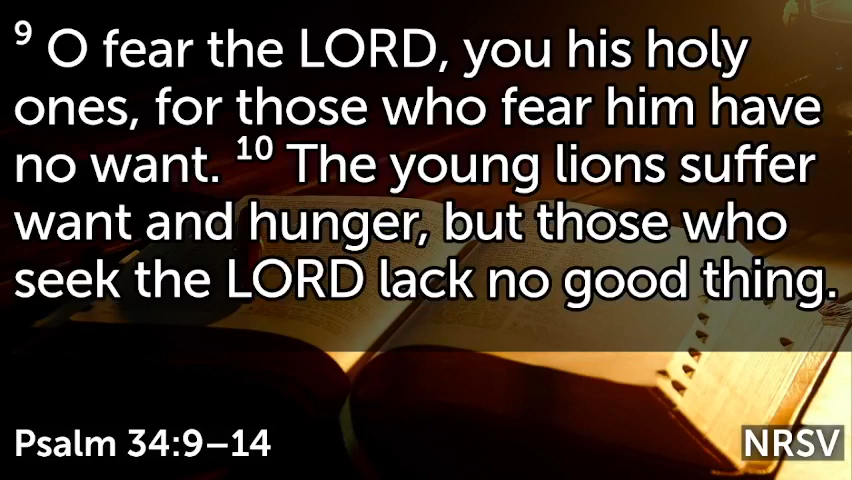 9 O fear the LORD, you his holy
ones, for those who fear him have
no want. 10 The young lions suffer
want and hunger, but those who
seek the LORD lack no good thing.
Psalm 34:9–14
NRSV